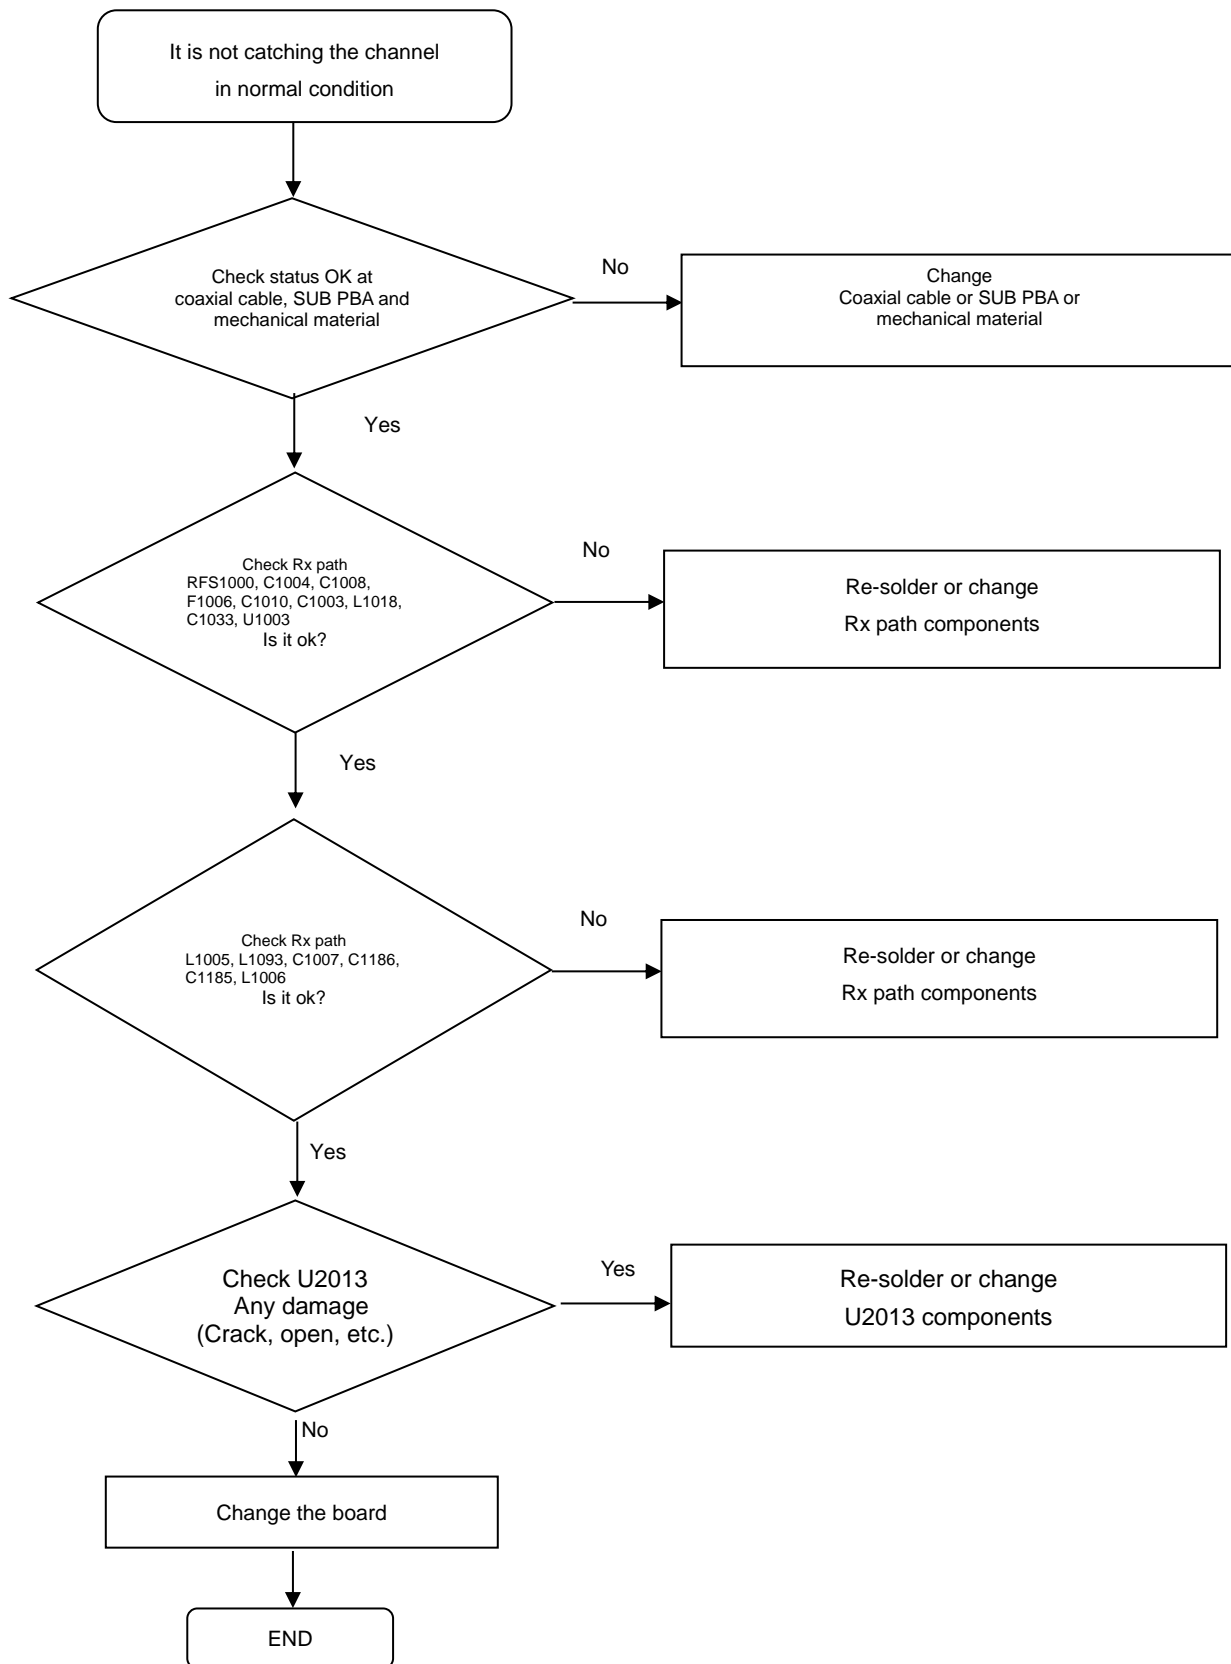 It is not catching the channel
in normal condition
Check status OK at
coaxial cable, SUB PBA and
mechanical material
No
Change
Coaxial cable or SUB PBA or
mechanical material
Yes
Check Rx path
RFS1000, C1004, C1008,
F1006, C1010, C1003, L1018,
C1033, U1003
Is it ok?
No
Re-solder or change
Rx path components
Yes
Check Rx path
L1005, L1093, C1007, C1186,
C1185, L1006
Is it ok?
No
Re-solder or change
Rx path components
Yes
Check U2013
Any damage
(Crack, open, etc.)
Yes
Re-solder or change
U2013 components
No
Change the board
END